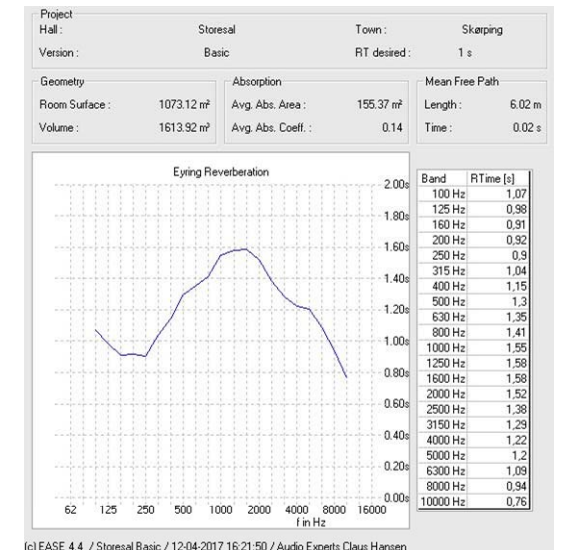 Project
Hall : Storesal Town : Skørping
Version : Basic RT desired : 1 s
Geometry Absorption Mean Free Path
Room Surface : 1073.12 m² Avg. Abs. Area : 155.37 m² Length : 6.02 m
Volume : 1613.92 m³ Avg. Abs. Coeff. : 0.14 Time : 0.02 s
Eyring Reverberation
2.00s
1.80s
1.60s
1.40s
1.20s
1.00s
0.80s
0.60s
0.40s
0.20s
0.00s
62 125 250 500 1000 2000 4000 8000 16000
f in Hz
Band RTime [s]
100 Hz 1,07
125 Hz 0,98
160 Hz 0,91
200 Hz 0,92
250 Hz 0,9
315 Hz 1,04
400 Hz 1,15
500 Hz 1,3
630 Hz 1,35
800 Hz 1,41
1000 Hz 1,55
1250 Hz 1,58
1600 Hz 1,58
2000 Hz 1,52
2500 Hz 1,38
3150 Hz 1,29
4000 Hz 1,22
5000 Hz 1,2
6300 Hz 1,09
8000 Hz 0,94
10000 Hz 0,76
(c) EASE 4.4 / Storesal Basic / 12-04-2017 16:21:50 / Audio Experts Claus Hansen